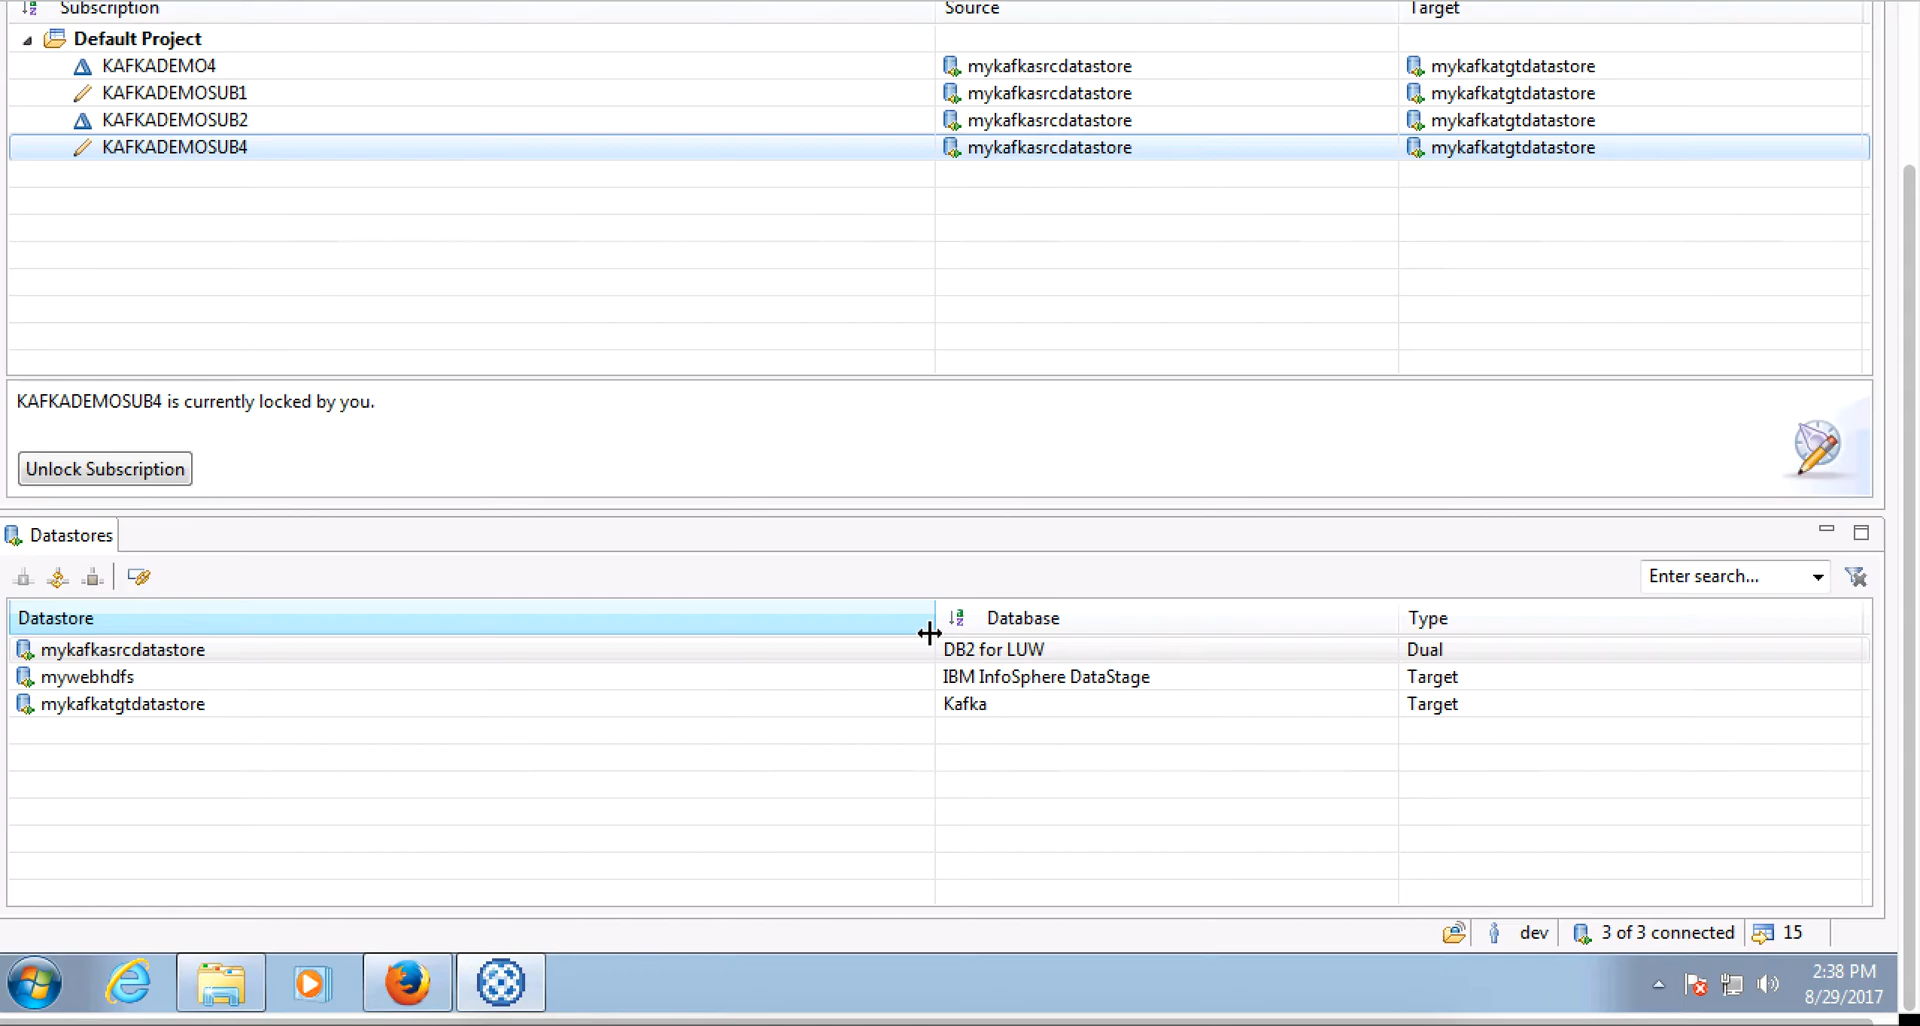 Subscription Source Target
Default Project
KAFKADEMO4 mykafkasrcdatastore mykafkatgtdatastore
KAFKADEMOSUB1 mykafkasrcdatastore mykafkatgtdatastore
KAFKADEMOSUB2 mykafkasrcdatastore mykafkatgtdatastore
KAFKADEMOSUB4 mykafkasrcdatastore mykafkatgtdatastore
KAFKADEMOSUB4 is currently locked by you.
Unlock Subscription
Datastores
Enter search...
Datastore Database Type
mykafkasrcdatastore DB2 for LUW Dual
mywebhdfs IBM InfoSphere DataStage Target
mykafkatgtdatastore Kafka Target
dev 3 of 3 connected 15
2:38 PM
8/29/2017